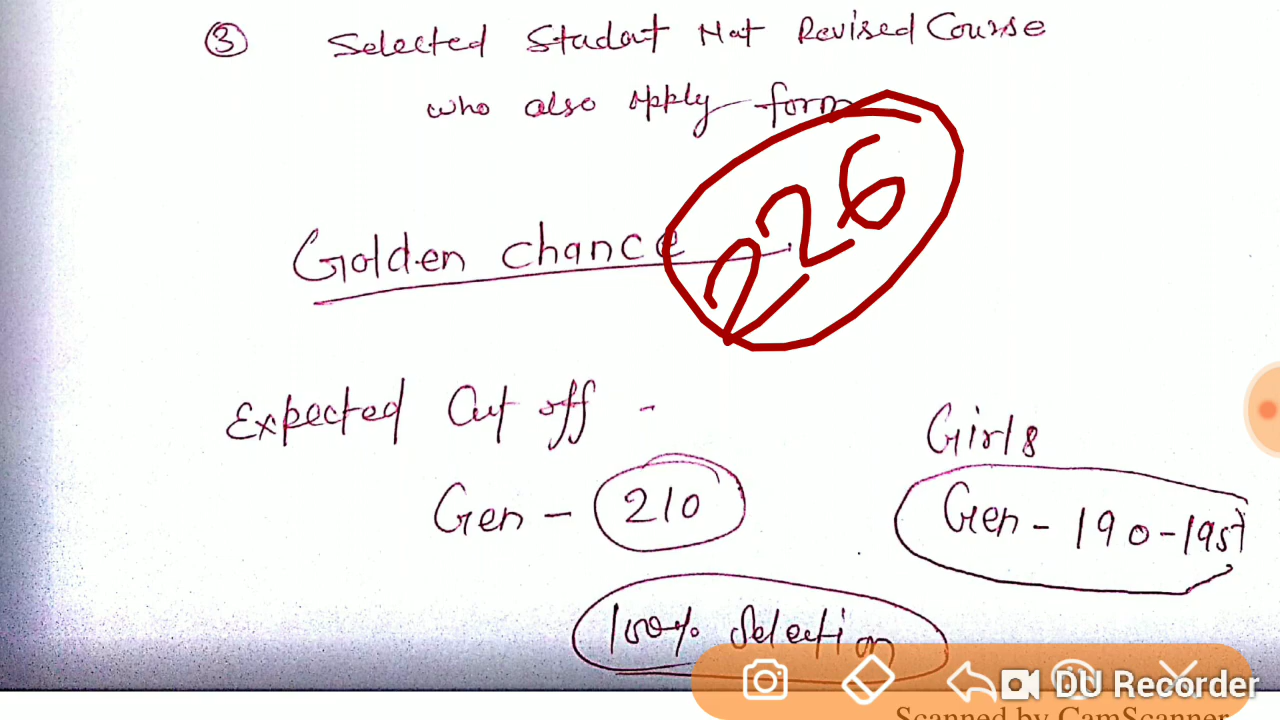 ③ Selected Student Not Revised Course
who also apply form
226
Golden chance
Expected Cut off -
Girls
Gen - 210
Gen - 190-195
100% Selection
DU Recorder
Scanned by CamScanner